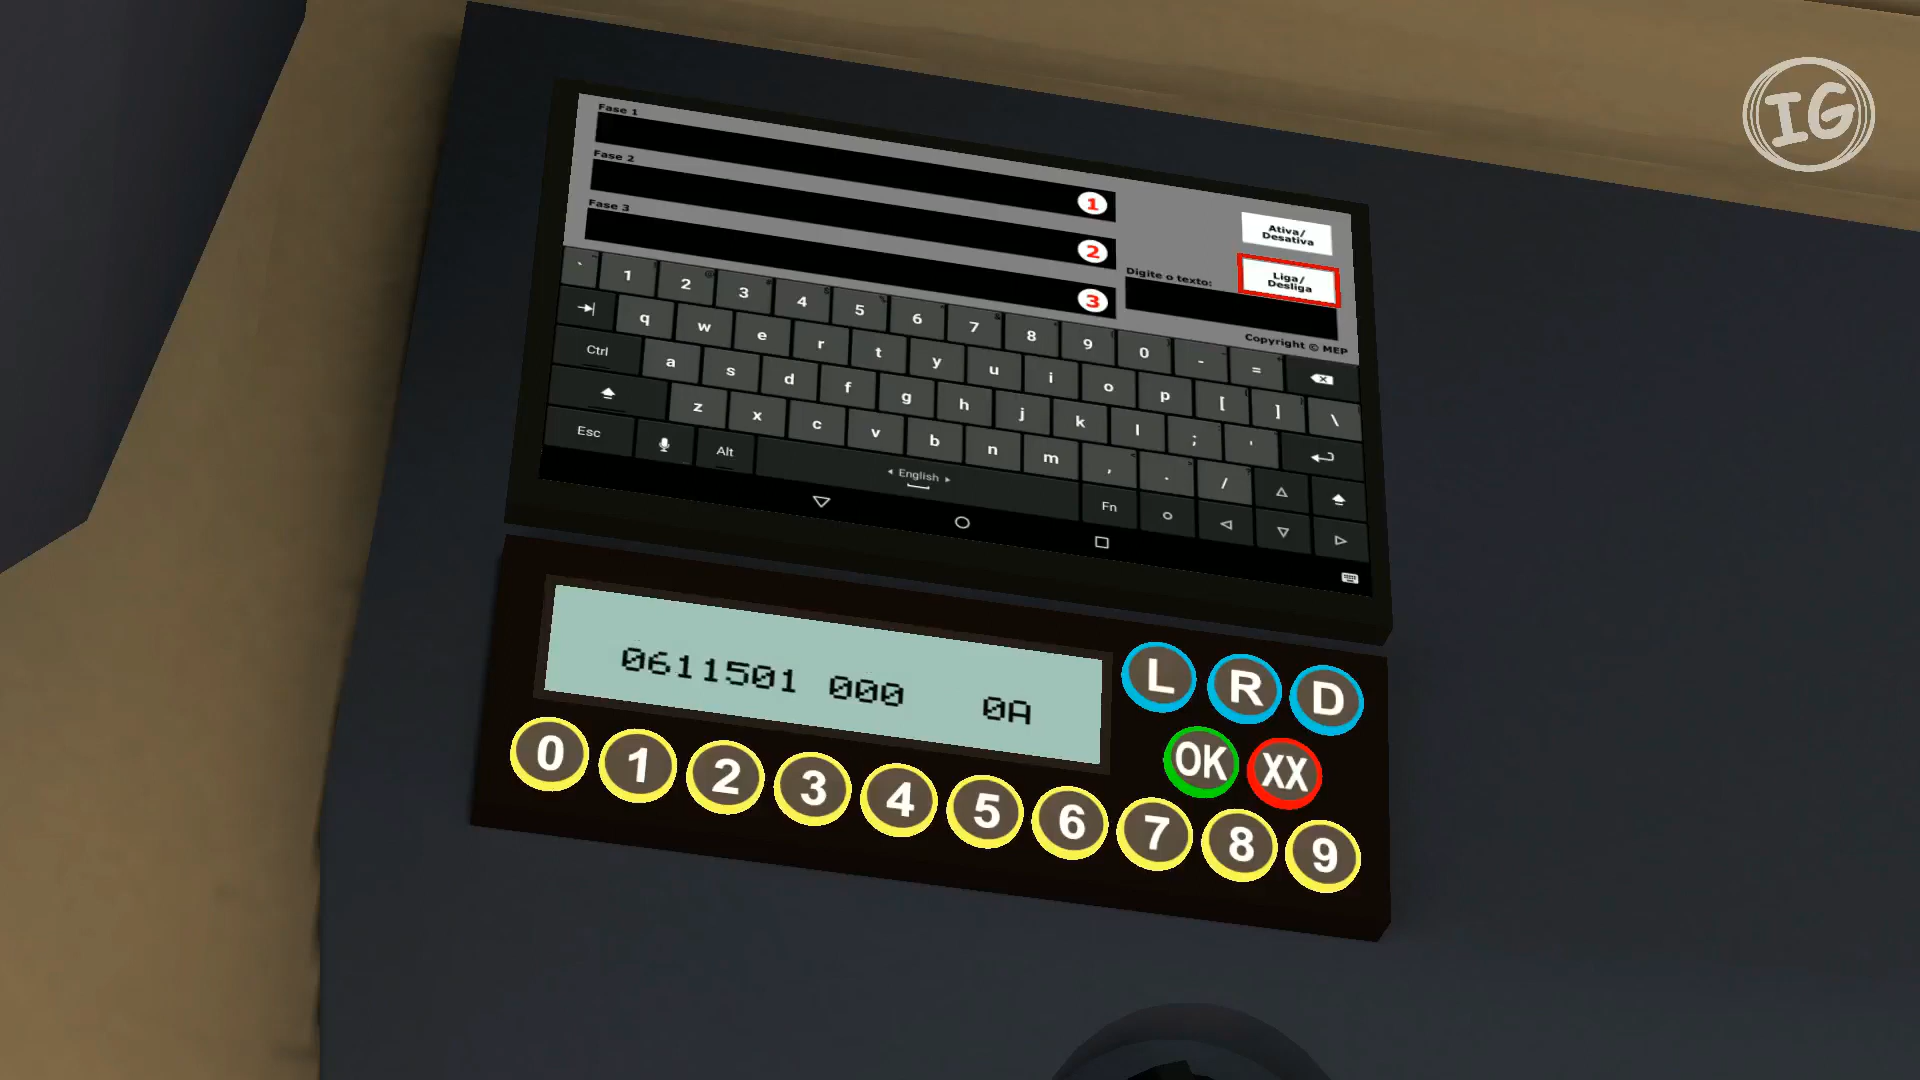 IG
Fase 1
1
Fase 2
2
Fase 3
3
Ativa/
Desativa
Liga/
Desliga
Digite o texto:
Copyright © MEP
` 1 2 3 4 5 6 7 8 9 0 - =
q w e r t y u i o p [ ] \
Ctrl a s d f g h j k l ; '
z x c v b n m , . /
Esc Alt English Fn
0611501 000 0A
L R D
OK XX
0 1 2 3 4 5 6 7 8 9